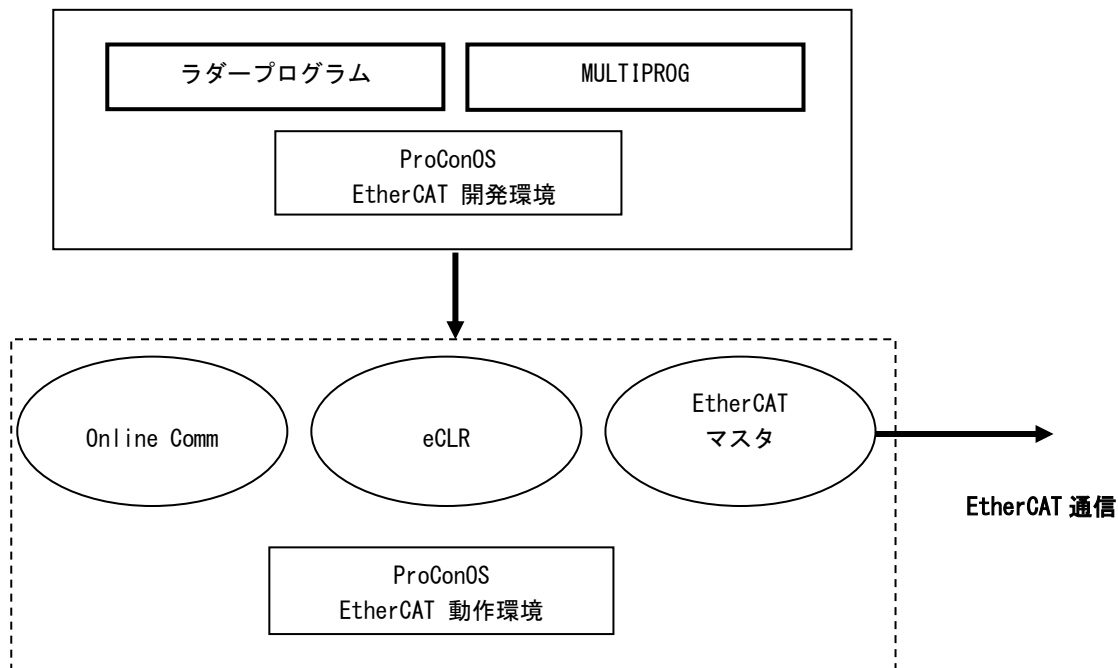 ラダープログラム
MULTIPROG
ProConOS
EtherCAT 開発環境
Online Comm
eCLR
EtherCAT
マスタ
EtherCAT 通信
ProConOS
EtherCAT 動作環境